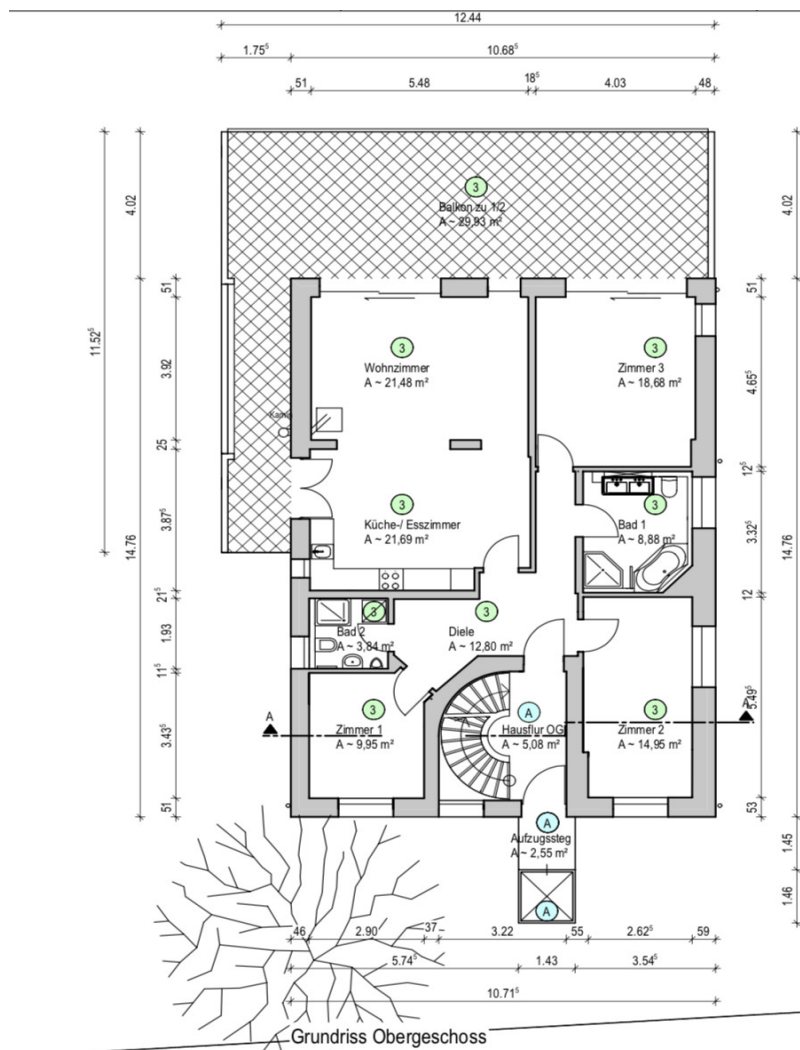 12.44
1.75⁵ 10.68⁵
51 5.48 18⁵ 4.03 48
4.02
4.02
3
Balkon zu 1/2
A ~ 29,93 m²
51
51
11.52⁵
3.92
4.65⁵
3
Wohnzimmer
A ~ 21,48 m²
3
Zimmer 3
A ~ 18,68 m²
25
12⁵
3
Küche-/ Esszimmer
A ~ 21,69 m²
3
Bad 1
A ~ 8,88 m²
3.87⁵
3.32⁵
14.76
14.76
21⁵
12
3
Bad 2
A ~ 3,84 m²
3
Diele
A ~ 12,80 m²
1.93
11⁵
5.49⁵
3
Zimmer 1
A ~ 9,95 m²
A
Hausflur OG
A ~ 5,08 m²
3
Zimmer 2
A ~ 14,95 m²
A
A
3.43⁵
51
53
A
Aufzugssteg
A ~ 2,55 m²
1.45
A
1.46
46 2.90 37 3.22 55 2.62⁵ 59
5.74⁵ 1.43 3.54⁵
10.71⁵
Grundriss Obergeschoss